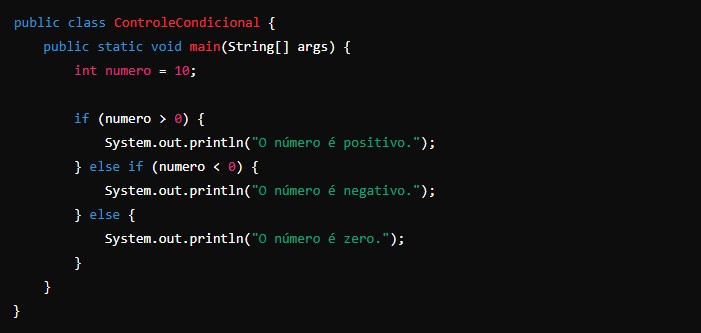 public class ControleCondicional {
    public static void main(String[] args) {
        int numero = 10;

        if (numero > 0) {
            System.out.println("O número é positivo.");
        } else if (numero < 0) {
            System.out.println("O número é negativo.");
        } else {
            System.out.println("O número é zero.");
        }
    }
}